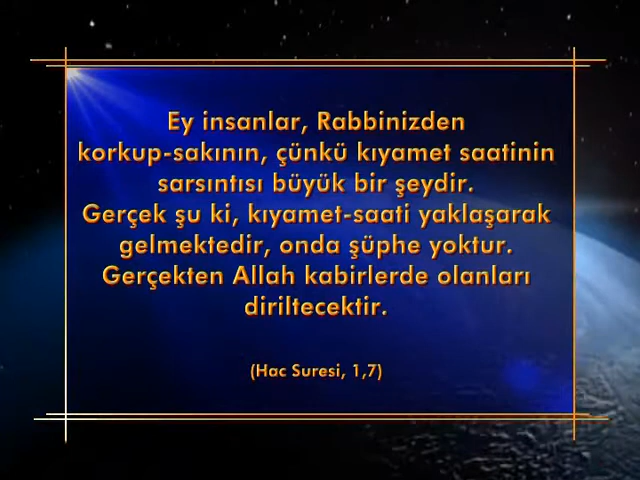 Ey insanlar, Rabbinizden
korkup-sakının, çünkü kıyamet saatinin
sarsıntısı büyük bir şeydir.
Gerçek şu ki, kıyamet-saati yaklaşarak
gelmektedir, onda şüphe yoktur.
Gerçekten Allah kabirlerde olanları
diriltecektir.
(Hac Suresi, 1,7)